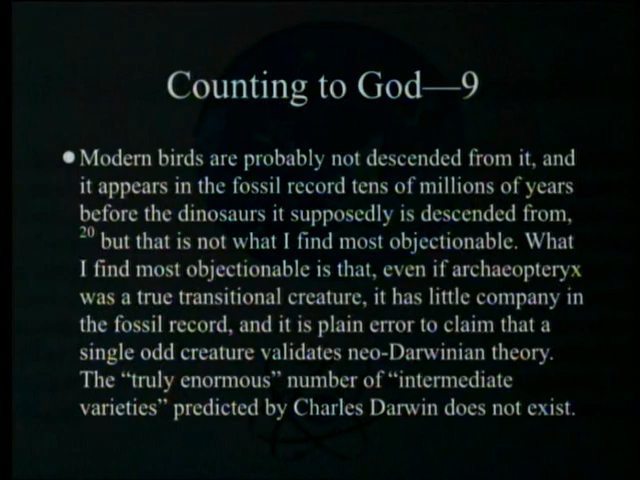 Counting to God—9
● Modern birds are probably not descended from it, and
it appears in the fossil record tens of millions of years
before the dinosaurs it supposedly is descended from,
20 but that is not what I find most objectionable. What
I find most objectionable is that, even if archaeopteryx
was a true transitional creature, it has little company in
the fossil record, and it is plain error to claim that a
single odd creature validates neo-Darwinian theory.
The “truly enormous” number of “intermediate
varieties” predicted by Charles Darwin does not exist.